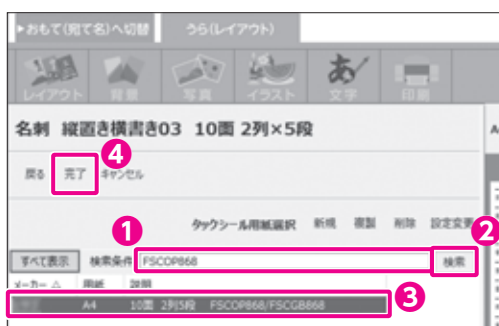 ▶おもて(宛て名)へ切替 うら(レイアウト)
レイアウト 背景 写真 イラスト 文字 印刷
あ
名刺 縦置き横書き03 10面 2列×5段
4
戻る 完了 キャンセル
タックシール用紙選択 新規 複製 削除 設定変更
1
2
すべて表示 検索条件 FSCOP868 検索
メーカー △ 用紙 説明
A4 10面 2列5段 FSCOP868/FSCGB868
3